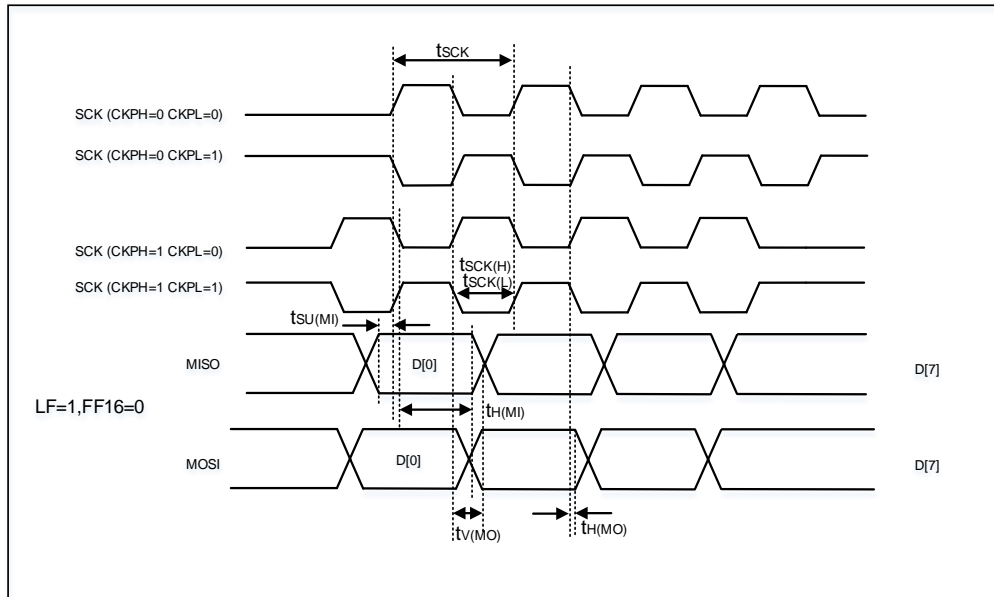 tSCK
SCK (CKPH=0 CKPL=0)
SCK (CKPH=0 CKPL=1)
SCK (CKPH=1 CKPL=0)
tSCK(H)
tSCK(L)
SCK (CKPH=1 CKPL=1)
tSU(MI)
MISO
D[0]
D[7]
LF=1,FF16=0
tH(MI)
MOSI
D[0]
D[7]
tV(MO)
tH(MO)